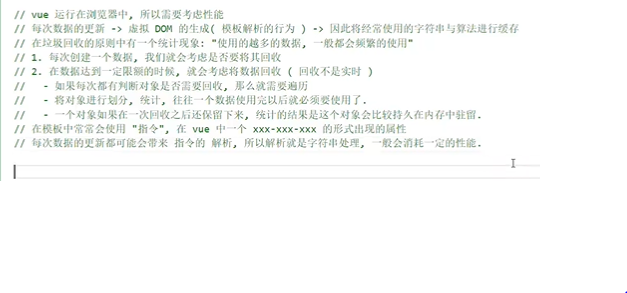 // vue 运行在浏览器中, 所以需要考虑性能
// 每次数据的更新 -> 虚拟 DOM 的生成( 模板解析的行为 ) -> 因此将经常使用的字符串与算法进行缓存
// 在垃圾回收的原则中有一个统计现象: "使用的越多的数据, 一般都会频繁的使用"
// 1. 每次创建一个数据, 我们就会考虑是否要将其回收
// 2. 在数据达到一定限额的时候, 就会考虑将数据回收 ( 回收不是实时 )
//   - 如果每次都有判断对象是否需要回收, 那么就需要遍历
//   - 将对象进行划分, 统计, 往往一个数据使用完以后就必须要使用了.
//   - 一个对象如果在一次回收之后还保留下来, 统计的结果是这个对象会比较持久在内存中驻留.
// 在模板中常常会使用 "指令", 在 vue 中一个 xxx-xxx-xxx 的形式出现的属性
// 每次数据的更新都可能会带来 指令的 解析, 所以解析就是字符串处理, 一般会消耗一定的性能.